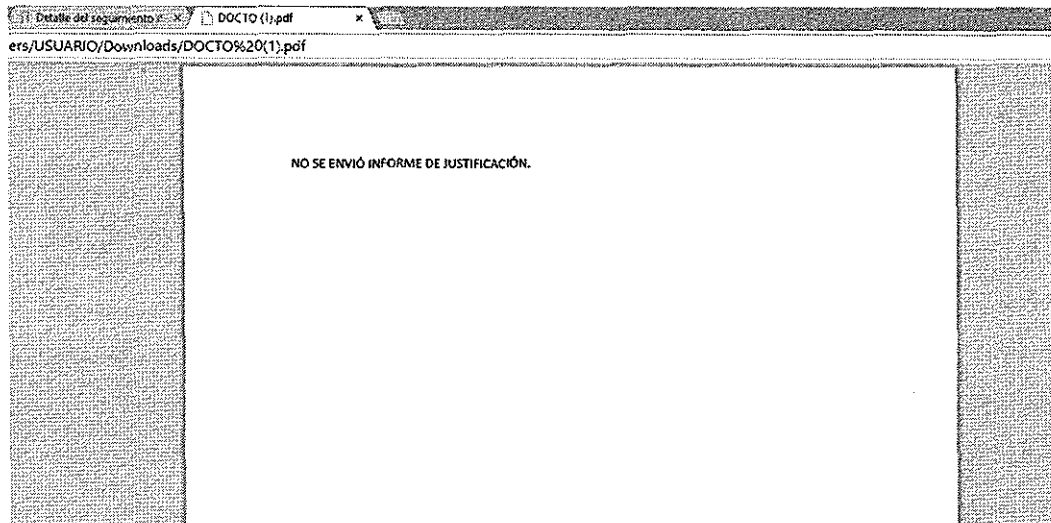 Detalle del seguimiento d × DOCTO (1).pdf ×
ers/USUARIO/Downloads/DOCTO%20(1).pdf
NO SE ENVIÓ INFORME DE JUSTIFICACIÓN.